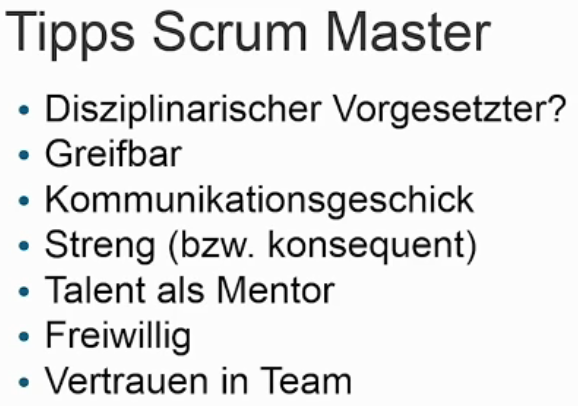 Tipps Scrum Master
• Disziplinarischer Vorgesetzter?
• Greifbar
• Kommunikationsgeschick
• Streng (bzw. konsequent)
• Talent als Mentor
• Freiwillig
• Vertrauen in Team